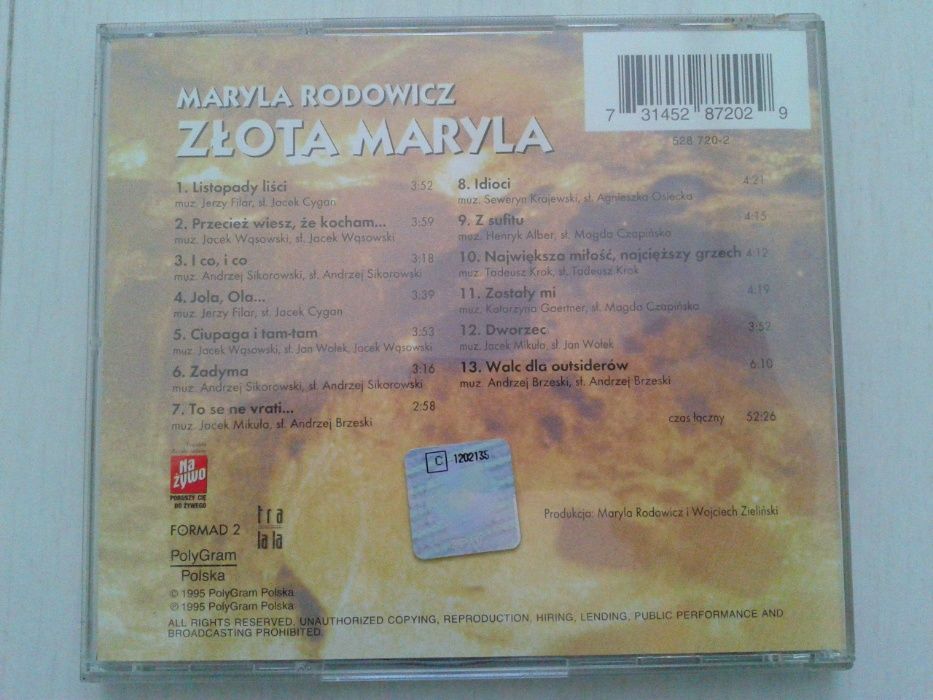 MARYLA RODOWICZ
ZŁOTA MARYLA
7 31452 87202 9
528 720-2
1. Listopady liści 3:52
muz. Jerzy Filar, sł. Jacek Cygan
2. Przecież wiesz, że kocham... 3:59
muz. Jacek Wąsowski, sł. Jacek Wąsowski
3. I co, i co 3:18
muz. Andrzej Sikorowski, sł. Andrzej Sikorowski
4. Jola, Ola... 3:39
muz. Jerzy Filar, sł. Jacek Cygan
5. Ciupaga i tam-tam 3:53
muz. Jacek Wąsowski, sł. Jan Wołek, Jacek Wąsowski
6. Zadyma 3:16
muz. Andrzej Sikorowski, sł. Andrzej Sikorowski
7. To se ne vrati... 2:58
muz. Jacek Mikuła, sł. Andrzej Brzeski
8. Idioci 4:21
muz. Seweryn Krajewski, sł. Agnieszka Osiecka
9. Z sufitu 4:15
muz. Henryk Alber, sł. Magda Czapińska
10. Największa miłość, najcięższy grzech 4:12
muz. Tadeusz Krok, sł. Tadeusz Krok
11. Zostały mi 4:19
muz. Katarzyna Gaertner, sł. Magda Czapińska
12. Dworzec 3:52
muz. Jacek Mikuła, sł. Jan Wołek
13. Walc dla outsiderów 6:10
muz. Andrzej Brzeski, sł. Andrzej Brzeski
czas łączny 52:26
Na
żywo
PORUSZY CIĘ
DO ŻYWEGO
C 1202135
Produkcja: Maryla Rodowicz i Wojciech Zieliński
FORMAD 2
tra
la la
PolyGram
Polska
© 1995 PolyGram Polska
℗ 1995 PolyGram Polska
ALL RIGHTS RESERVED. UNAUTHORIZED COPYING, REPRODUCTION. HIRING, LENDING, PUBLIC PERFORMANCE AND
BROADCASTING PROHIBITED.